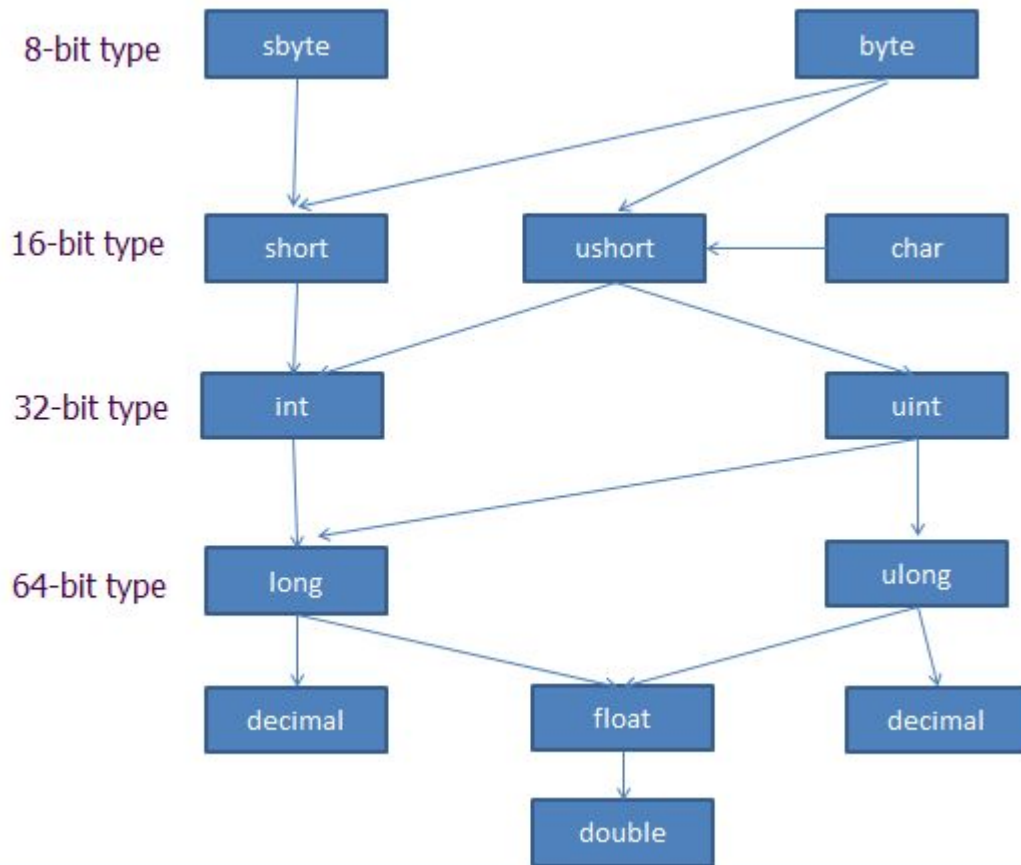 8-bit type
sbyte
byte
16-bit type
short
ushort
char
32-bit type
int
uint
64-bit type
long
ulong
decimal
float
decimal
double